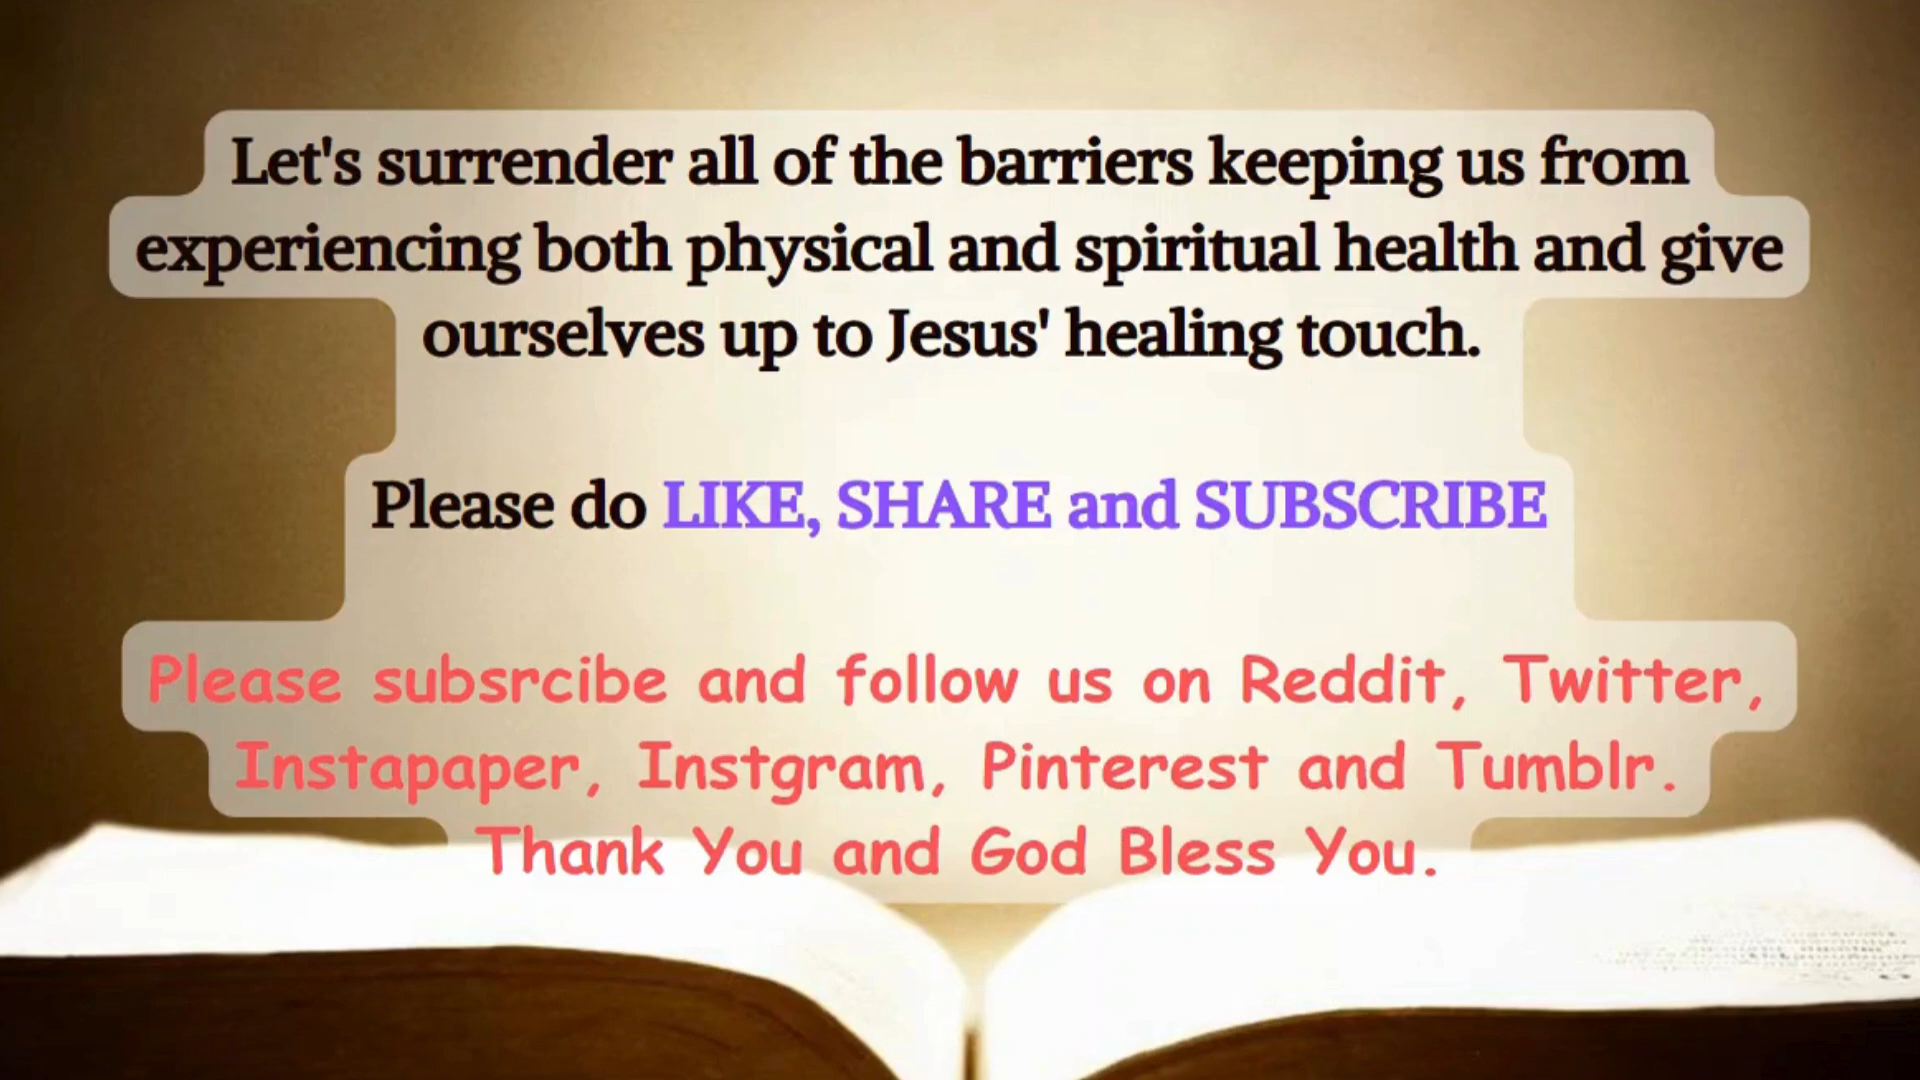 Let's surrender all of the barriers keeping us from
experiencing both physical and spiritual health and give
ourselves up to Jesus' healing touch.
Please do LIKE, SHARE and SUBSCRIBE
Please subsrcibe and follow us on Reddit, Twitter,
Instapaper, Instgram, Pinterest and Tumblr.
Thank You and God Bless You.